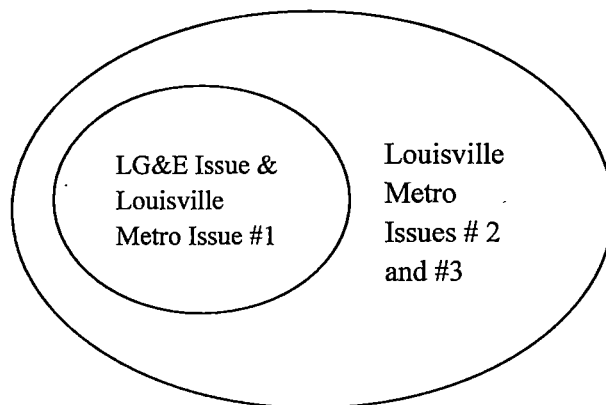 LG&E Issue &
Louisville
Metro Issue #1
Louisville
Metro
Issues # 2
and #3